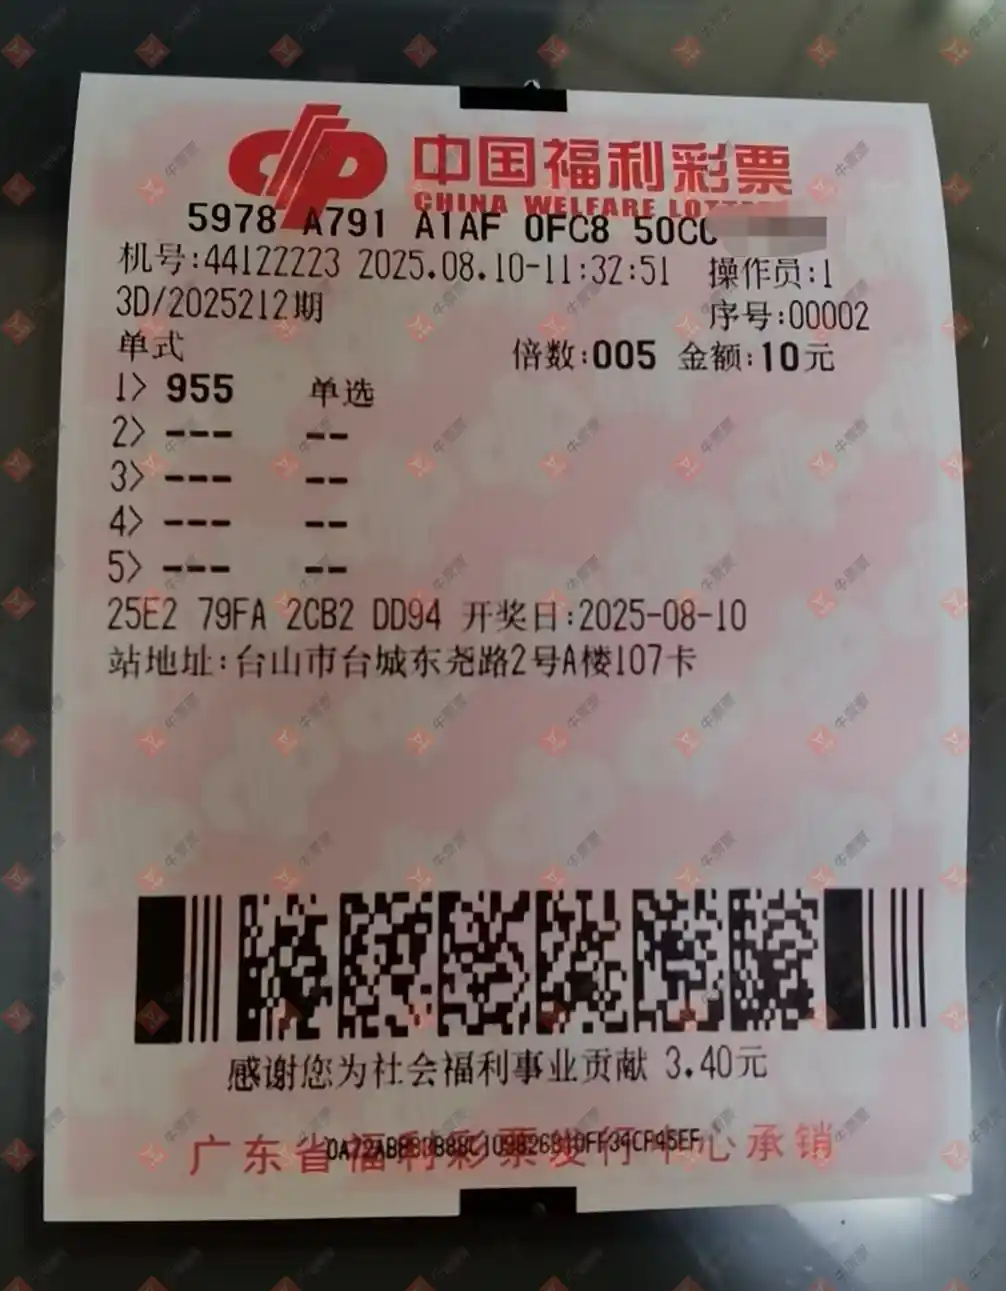 中国福利彩票
CHINA WELFARE LOTTERY
5978 A791 A1AF 0FC8
机号:44122223 2025.08.10-11:32:51 操作员:1
3D/2025212期 序号:00002
单式 倍数:005 金额:10元
1> 955 单选
2> --- --
3> --- --
4> --- --
5> --- --
25E2 79FA 2CB2 DD94 开奖日:2025-08-10
站地址:台山市台城东尧路2号A楼107卡
感谢您为社会福利事业贡献 3.40元
广东省福利彩票发行中心承销